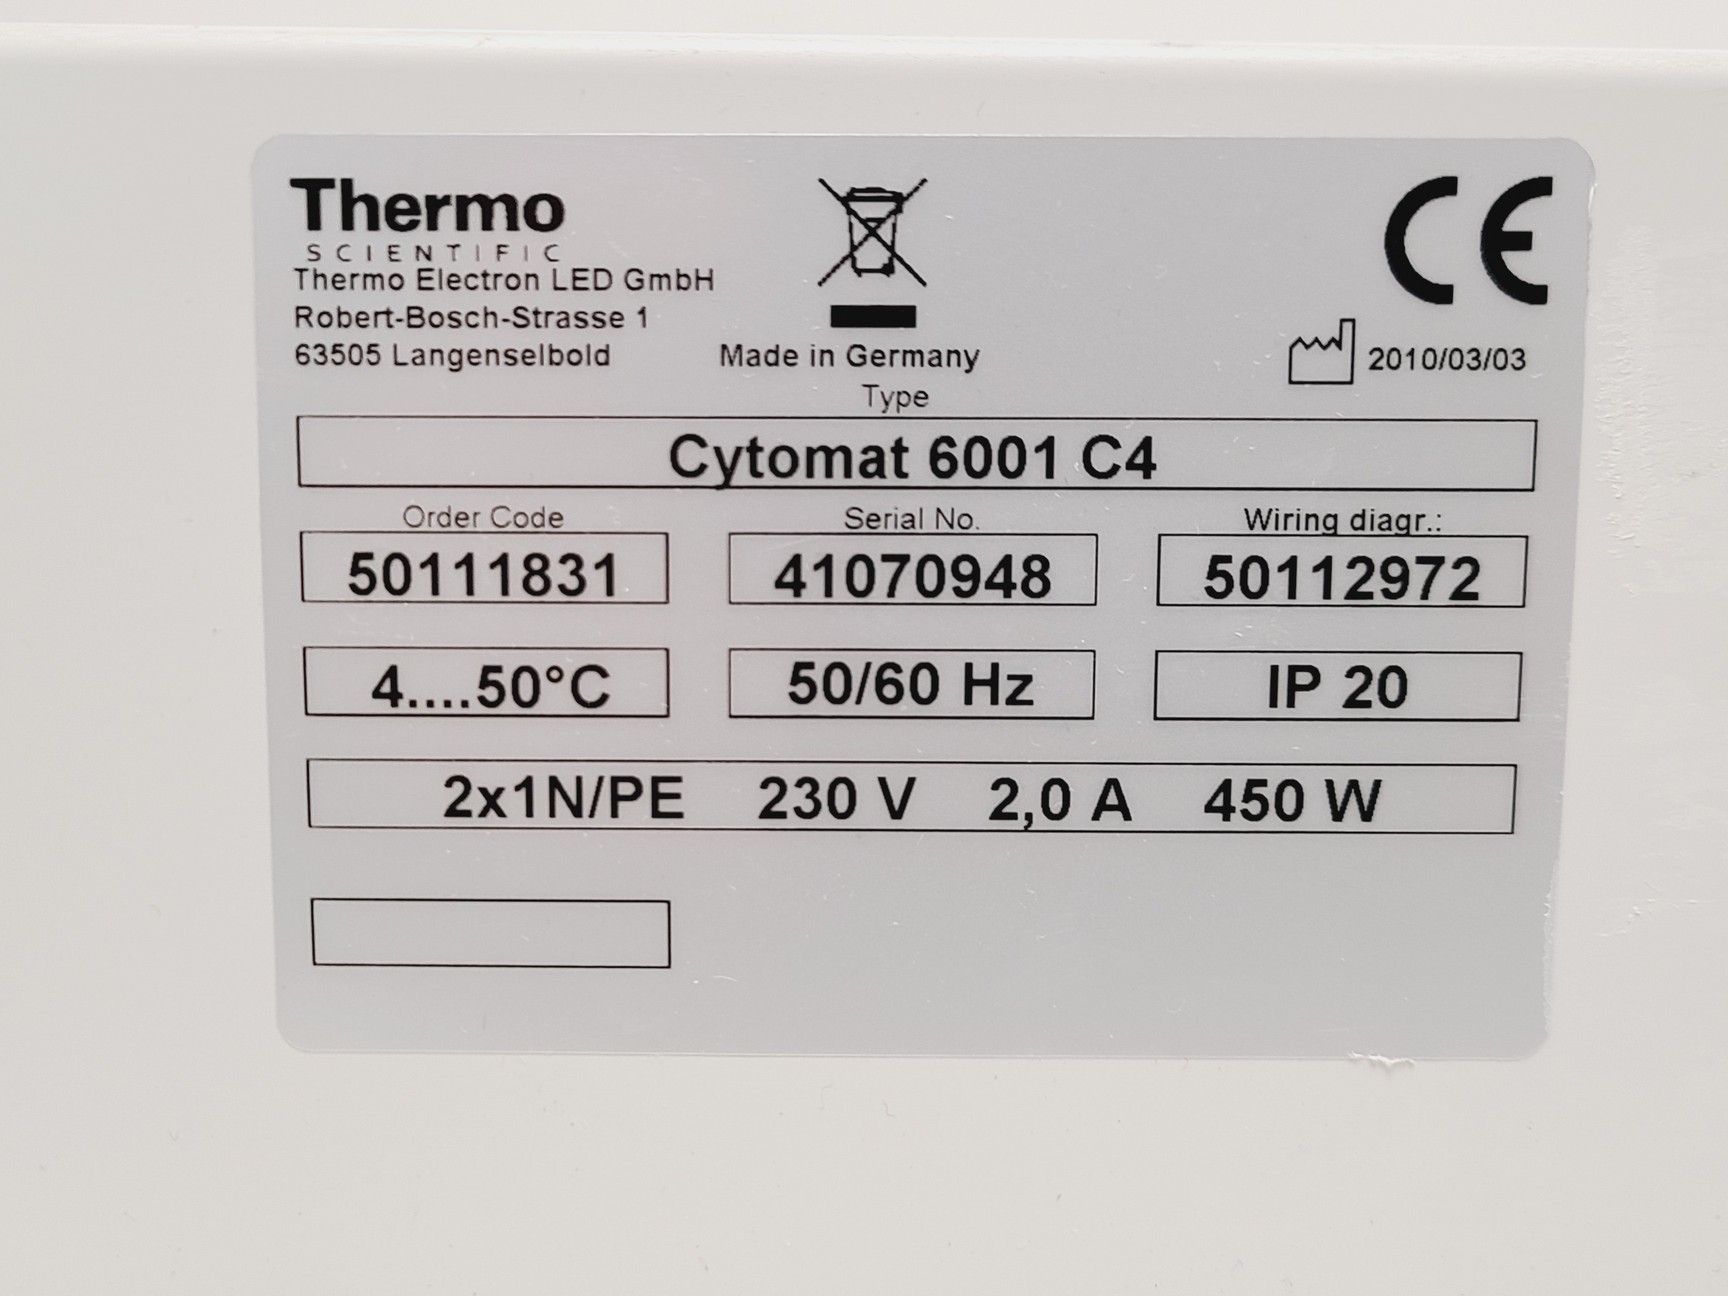 Thermo
SCIENTIFIC
Thermo Electron LED GmbH
Robert-Bosch-Strasse 1
63505 Langenselbold
Made in Germany
CE
2010/03/03
Type
Cytomat 6001 C4
Order Code
50111831
Serial No.
41070948
Wiring diagr.:
50112972
4....50°C
50/60 Hz
IP 20
2x1N/PE 230 V 2,0 A 450 W